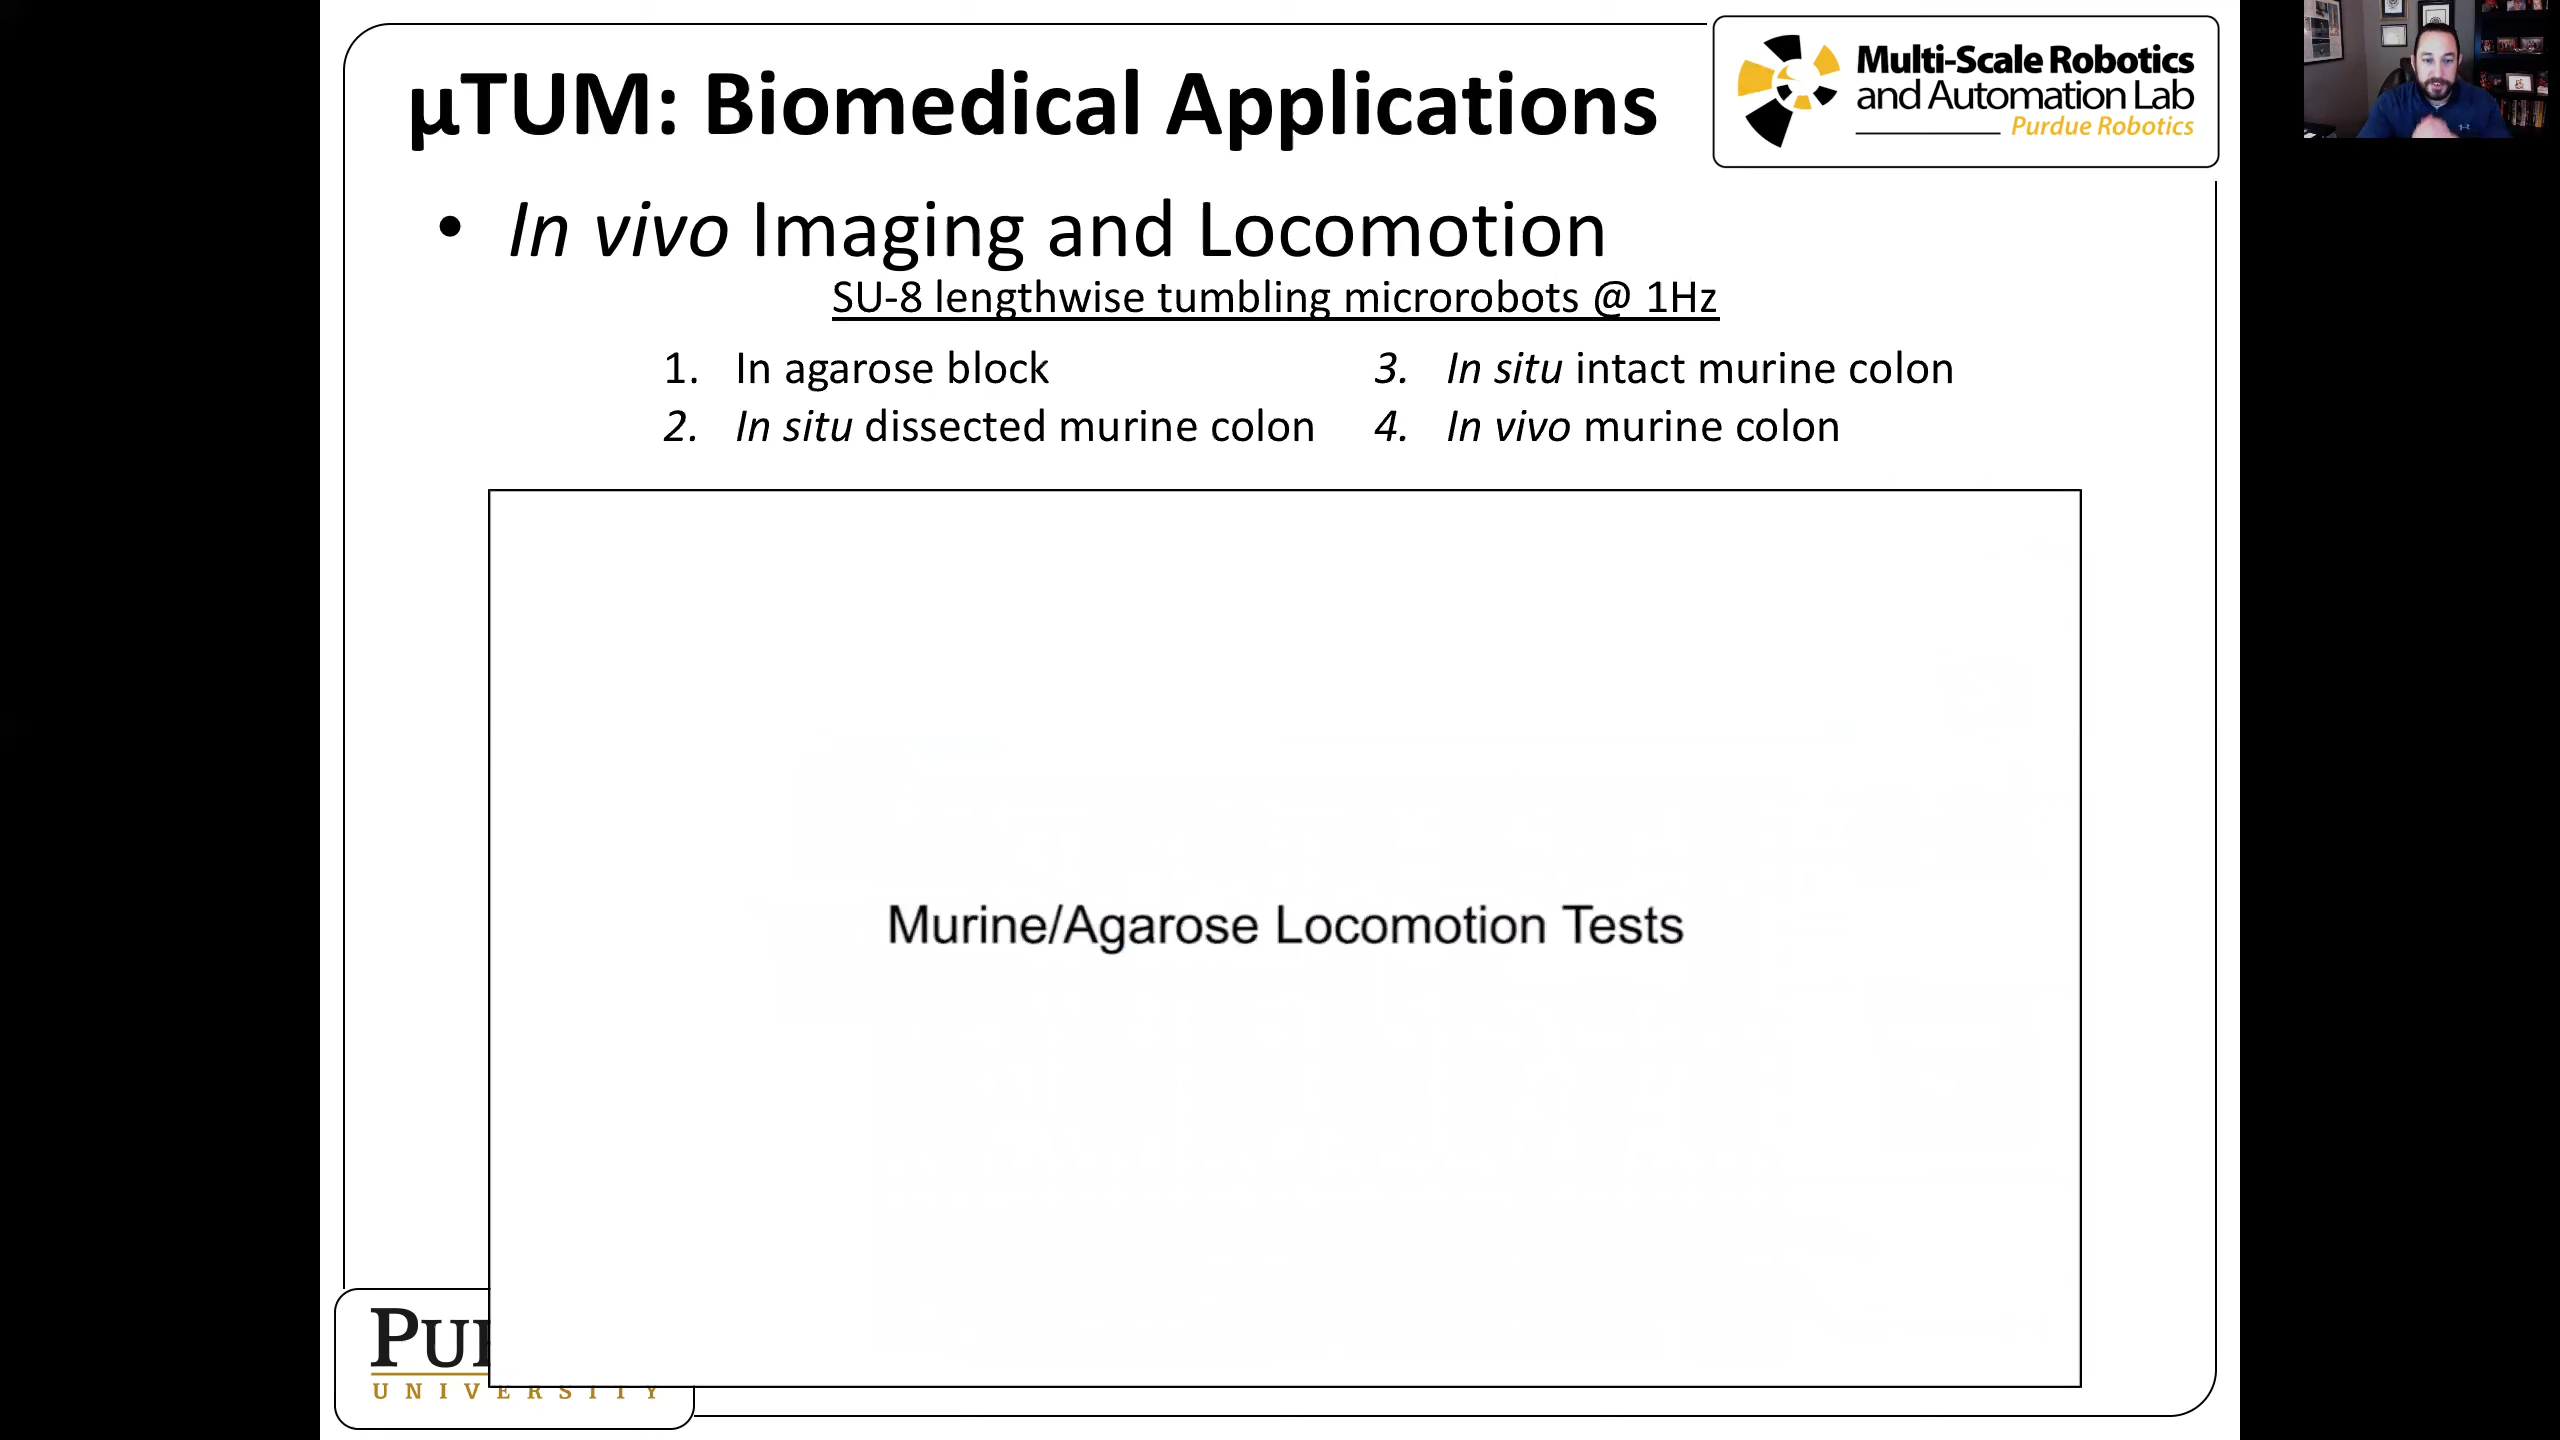 µTUM: Biomedical Applications
Multi-Scale Robotics
and Automation Lab
Purdue Robotics
• In vivo Imaging and Locomotion
SU-8 lengthwise tumbling microrobots @ 1Hz
1. In agarose block
2. In situ dissected murine colon
3. In situ intact murine colon
4. In vivo murine colon
Murine/Agarose Locomotion Tests
UNIVERSITY